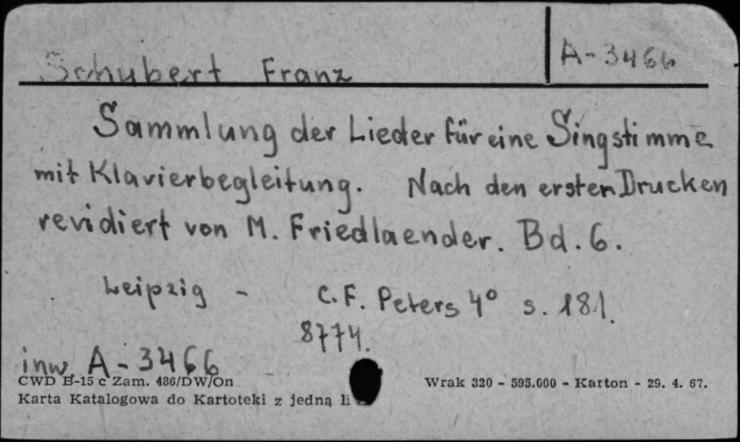 Schubert Franz
A-3466
Sammlung der Lieder für eine Singstimme
mit Klavierbegleitung. Nach den ersten Drucken
revidiert von M. Friedlaender. Bd. 6.
Leipzig - C. F. Peters 4° s. 181.
8774.
inw. A-3466
CWD B-15 c Zam. 486/DW/On
Wrak 320 - 595.000 - Karton - 29. 4. 67.
Karta Katalogowa do Kartoteki z jedną li